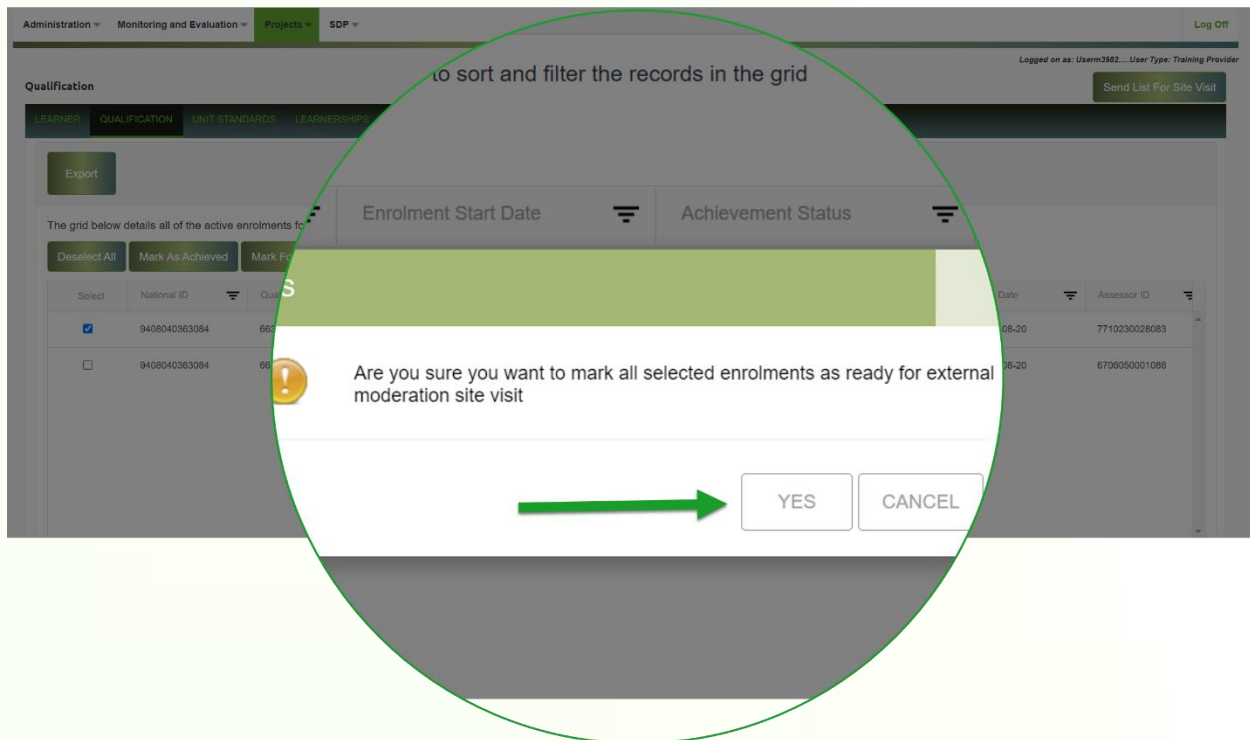 Administration Monitoring and Evaluation Projects SDP Log Off
Logged on as: Userm3982....User Type: Training Provider
Qualification
Send List For Site Visit
LEARNER QUALIFICATION UNIT STANDARDS LEARNERSHIPS
to sort and filter the records in the grid
Export
The grid below details all of the active enrolments fo
Enrolment Start Date Achievement Status
Deselect All Mark As Achieved Mark
Select National ID Date Assessor ID
9408040363084 08-20 7710230028083
9408040363084 08-20 6706050001086
s
Are you sure you want to mark all selected enrolments as ready for external
moderation site visit
YES CANCEL